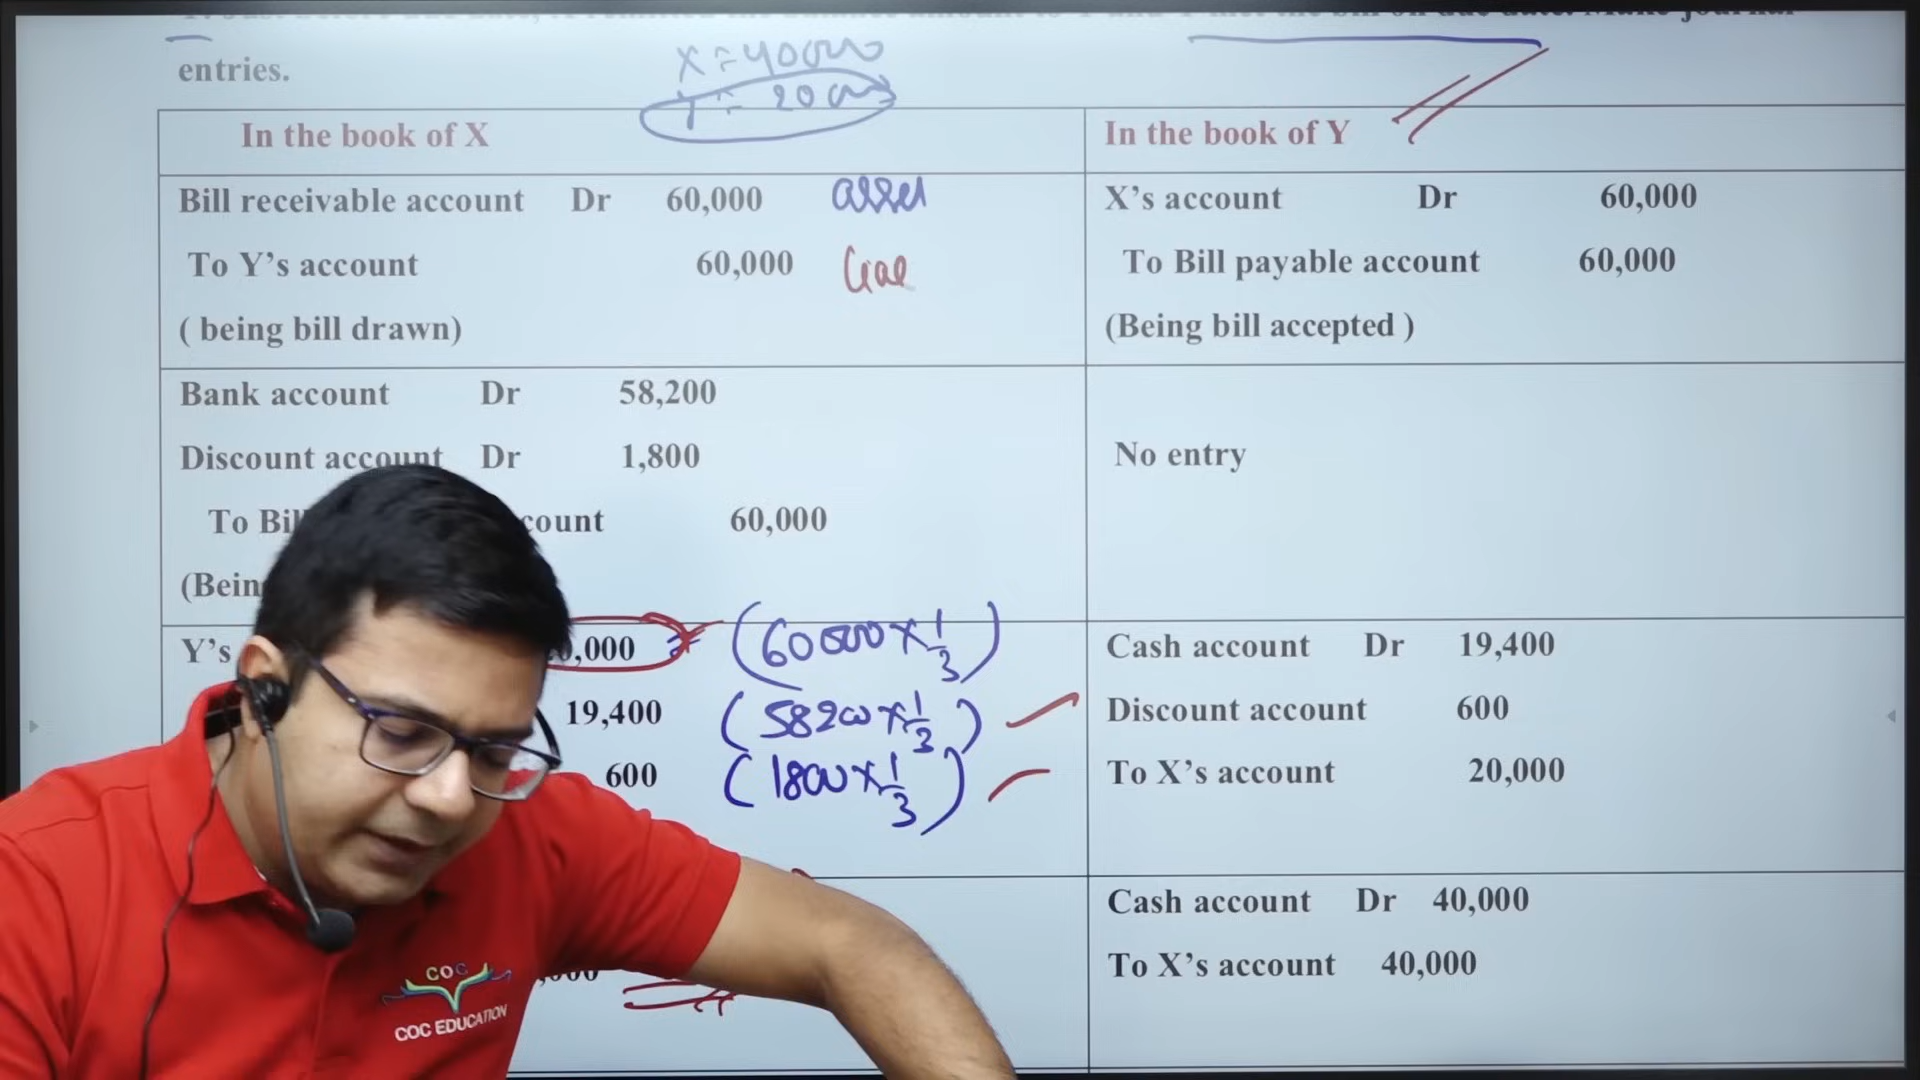 entries.
X = 40000
Y = 20000
In the book of X
In the book of Y
Bill receivable account Dr 60,000 asset
X’s account Dr 60,000
To Y’s account 60,000
To Bill payable account 60,000
( being bill drawn)
(Being bill accepted )
Bank account Dr 58,200
Discount account Dr 1,800
No entry
To count 60,000
Y’s ,000 (60000 x 1/3)
Cash account Dr 19,400
19,400 (58200 x 1/3)
Discount account 600
600 (1800 x 1/3)
To X’s account 20,000
Cash account Dr 40,000
To X’s account 40,000
COC
COC EDUCATION